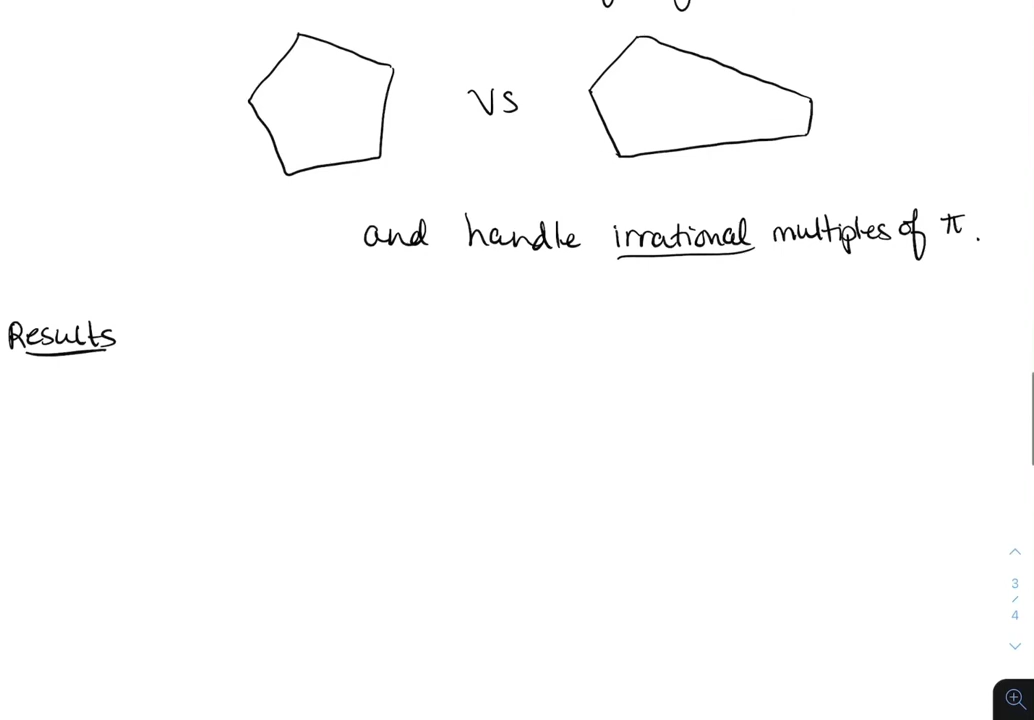 vs
and handle irrational multiples of π.
Results
3
/
4